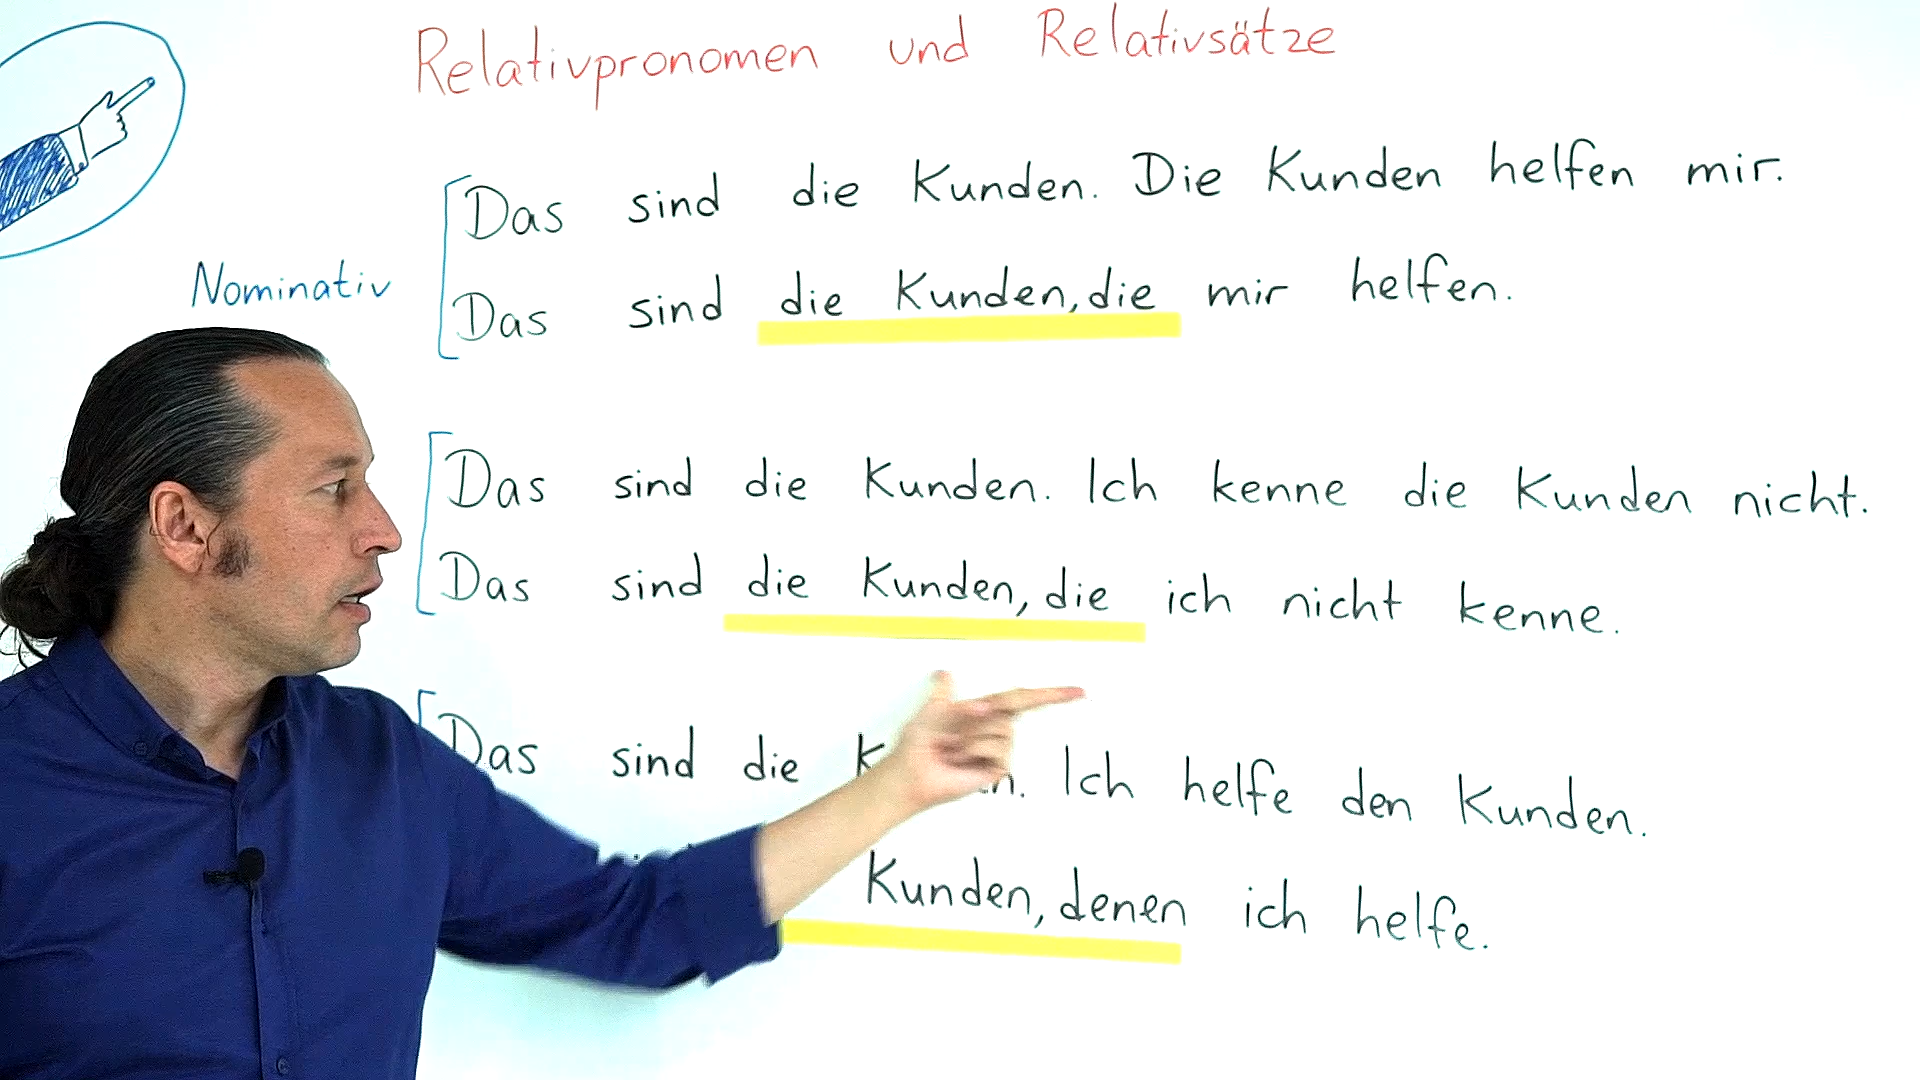 Relativpronomen und Relativsätze
Das sind die Kunden. Die Kunden helfen mir.
Nominativ
Das sind die Kunden, die mir helfen.
Das sind die Kunden. Ich kenne die Kunden nicht.
Das sind die Kunden, die ich nicht kenne.
Das sind die Ich helfe den Kunden.
Kunden, denen ich helfe.